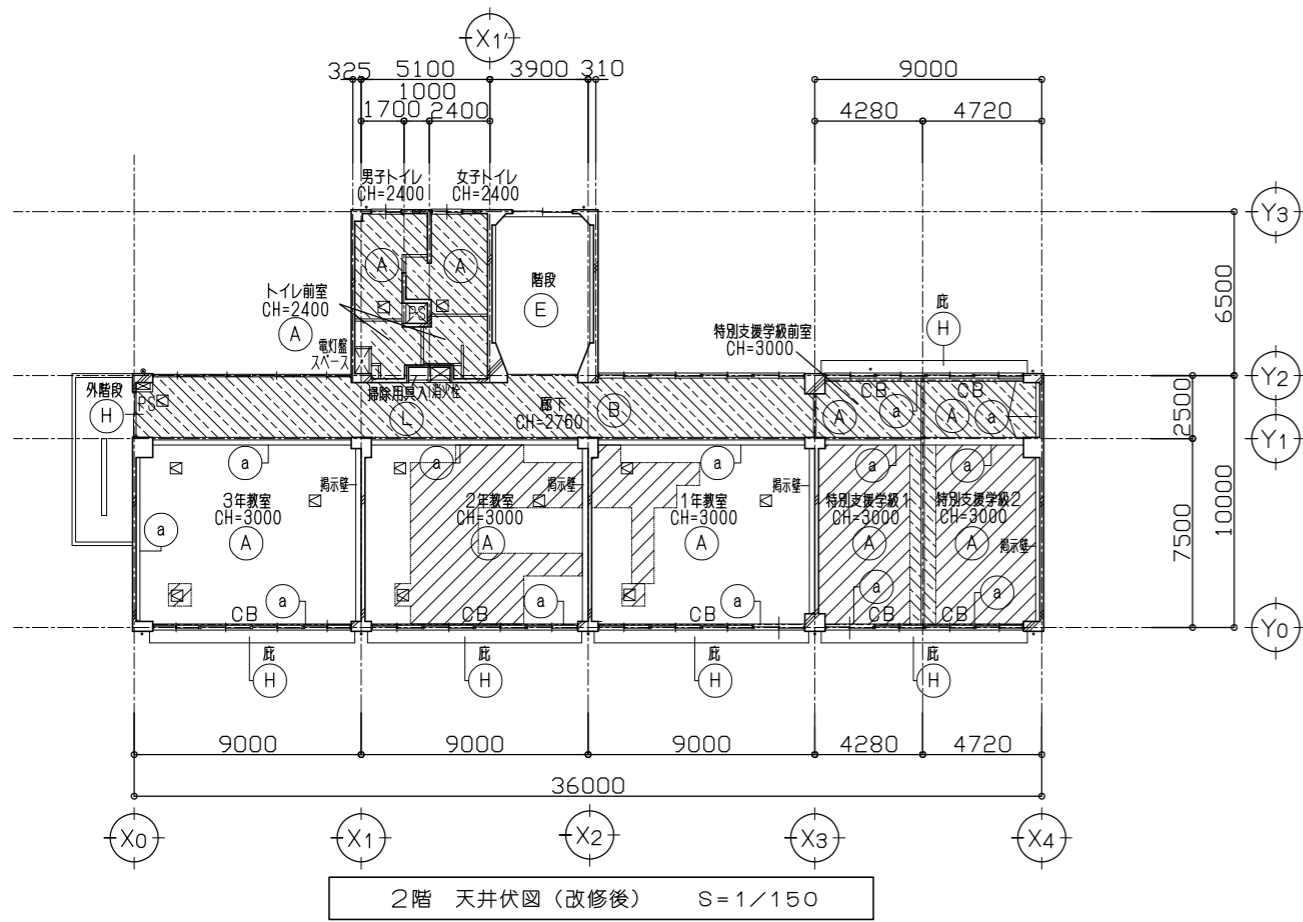 X1'
325 5100 3900 310
9000
1000
1700 2400
4280 4720
男子トイレ
CH=2400
女子トイレ
CH=2400
Y3
A
A
階段
E
トイレ前室
CH=2400
A
PS
庇
H
6500
特別支援学級前室
CH=3000
電灯盤
スペース
Y2
外階段
H
PS
掃除用具入
消火栓
L
廊下
CH=2760
B
CB
CB
A
a
A
a
2500
Y1
a
a
a
a
a
掲示壁
掲示壁
掲示壁
3年教室
CH=3000
A
2年教室
CH=3000
A
1年教室
CH=3000
A
特別支援学級1
CH=3000
A
特別支援学級2
CH=3000
A
掲示壁
a
7500
10000
a
a
a
a
a
CB
CB
CB
CB
CB
Y0
庇
H
庇
H
庇
H
庇
H
9000 9000 9000 4280 4720
36000
X0 X1 X2 X3 X4
2階 天井伏図(改修後) S=1/150